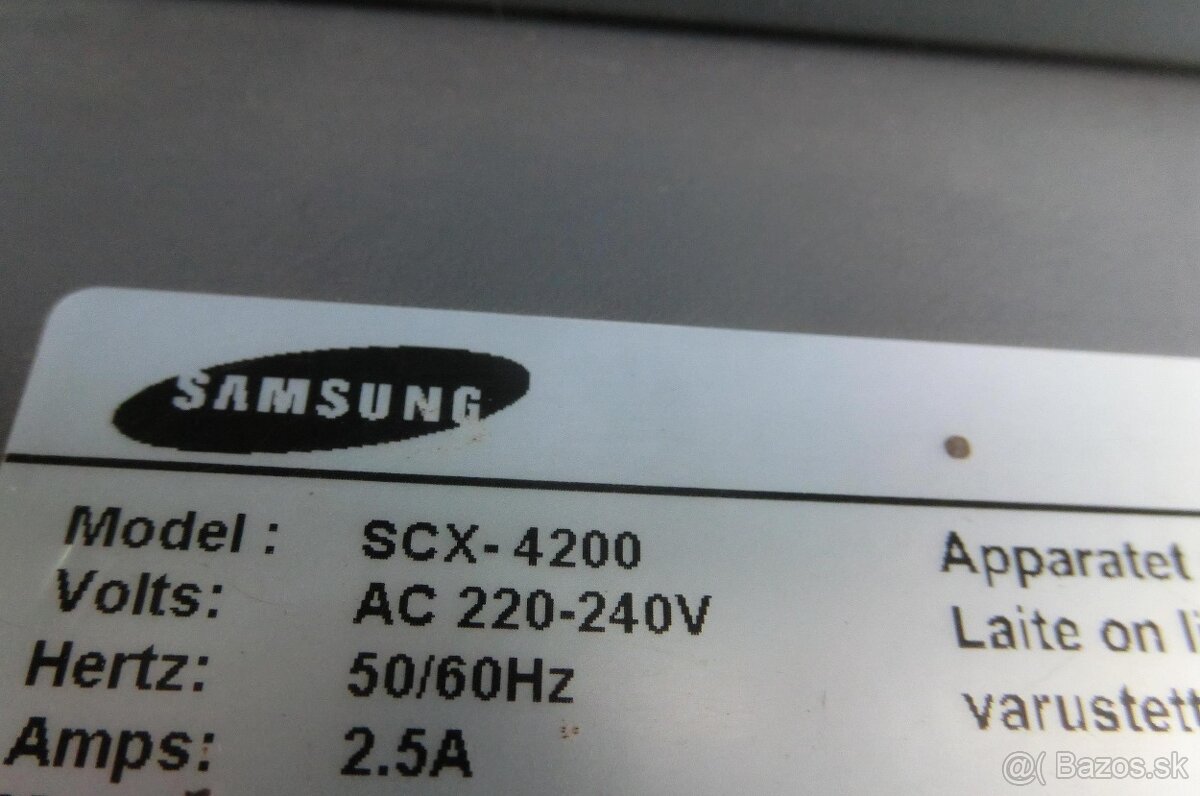 SAMSUNG
Model : SCX- 4200
Volts: AC 220-240V
Hertz: 50/60Hz
Amps: 2.5A
Apparatet
Laite on
varustett
@( Bazos.sk